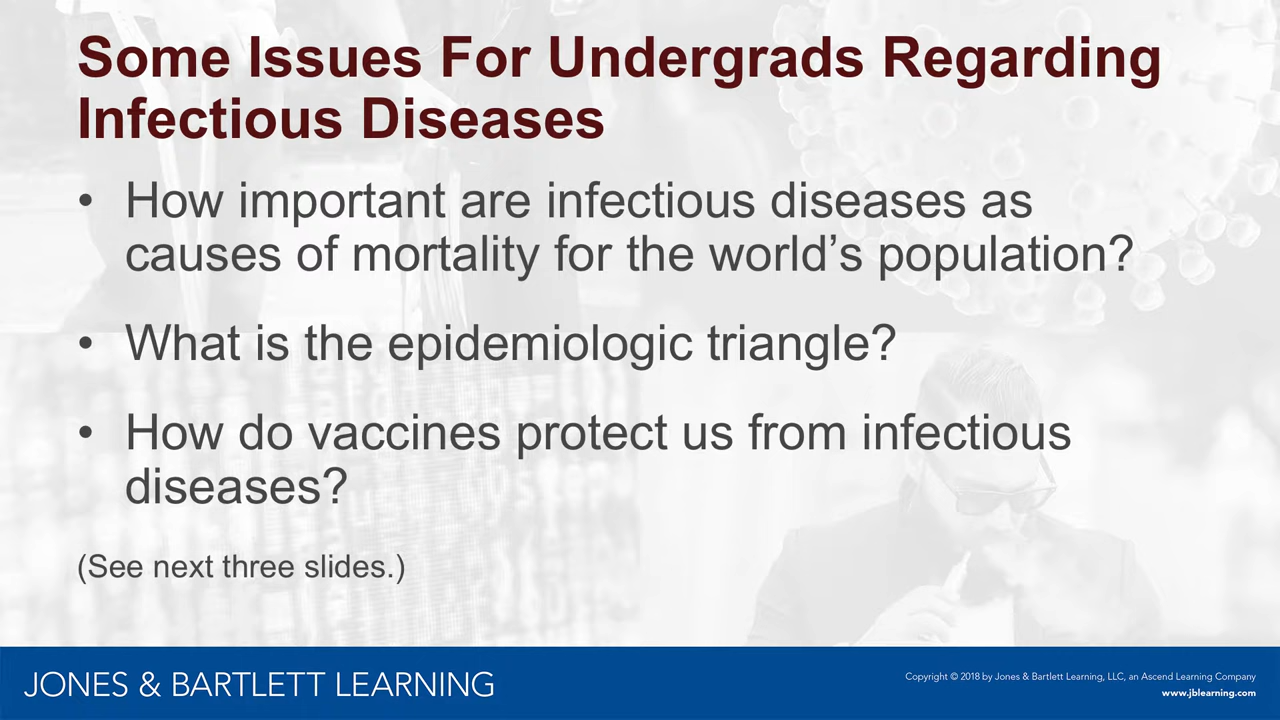 Some Issues For Undergrads Regarding
Infectious Diseases
• How important are infectious diseases as
causes of mortality for the world’s population?
• What is the epidemiologic triangle?
• How do vaccines protect us from infectious
diseases?
(See next three slides.)
JONES & BARTLETT LEARNING
Copyright © 2018 by Jones & Bartlett Learning, LLC, an Ascend Learning Company
www.jblearning.com